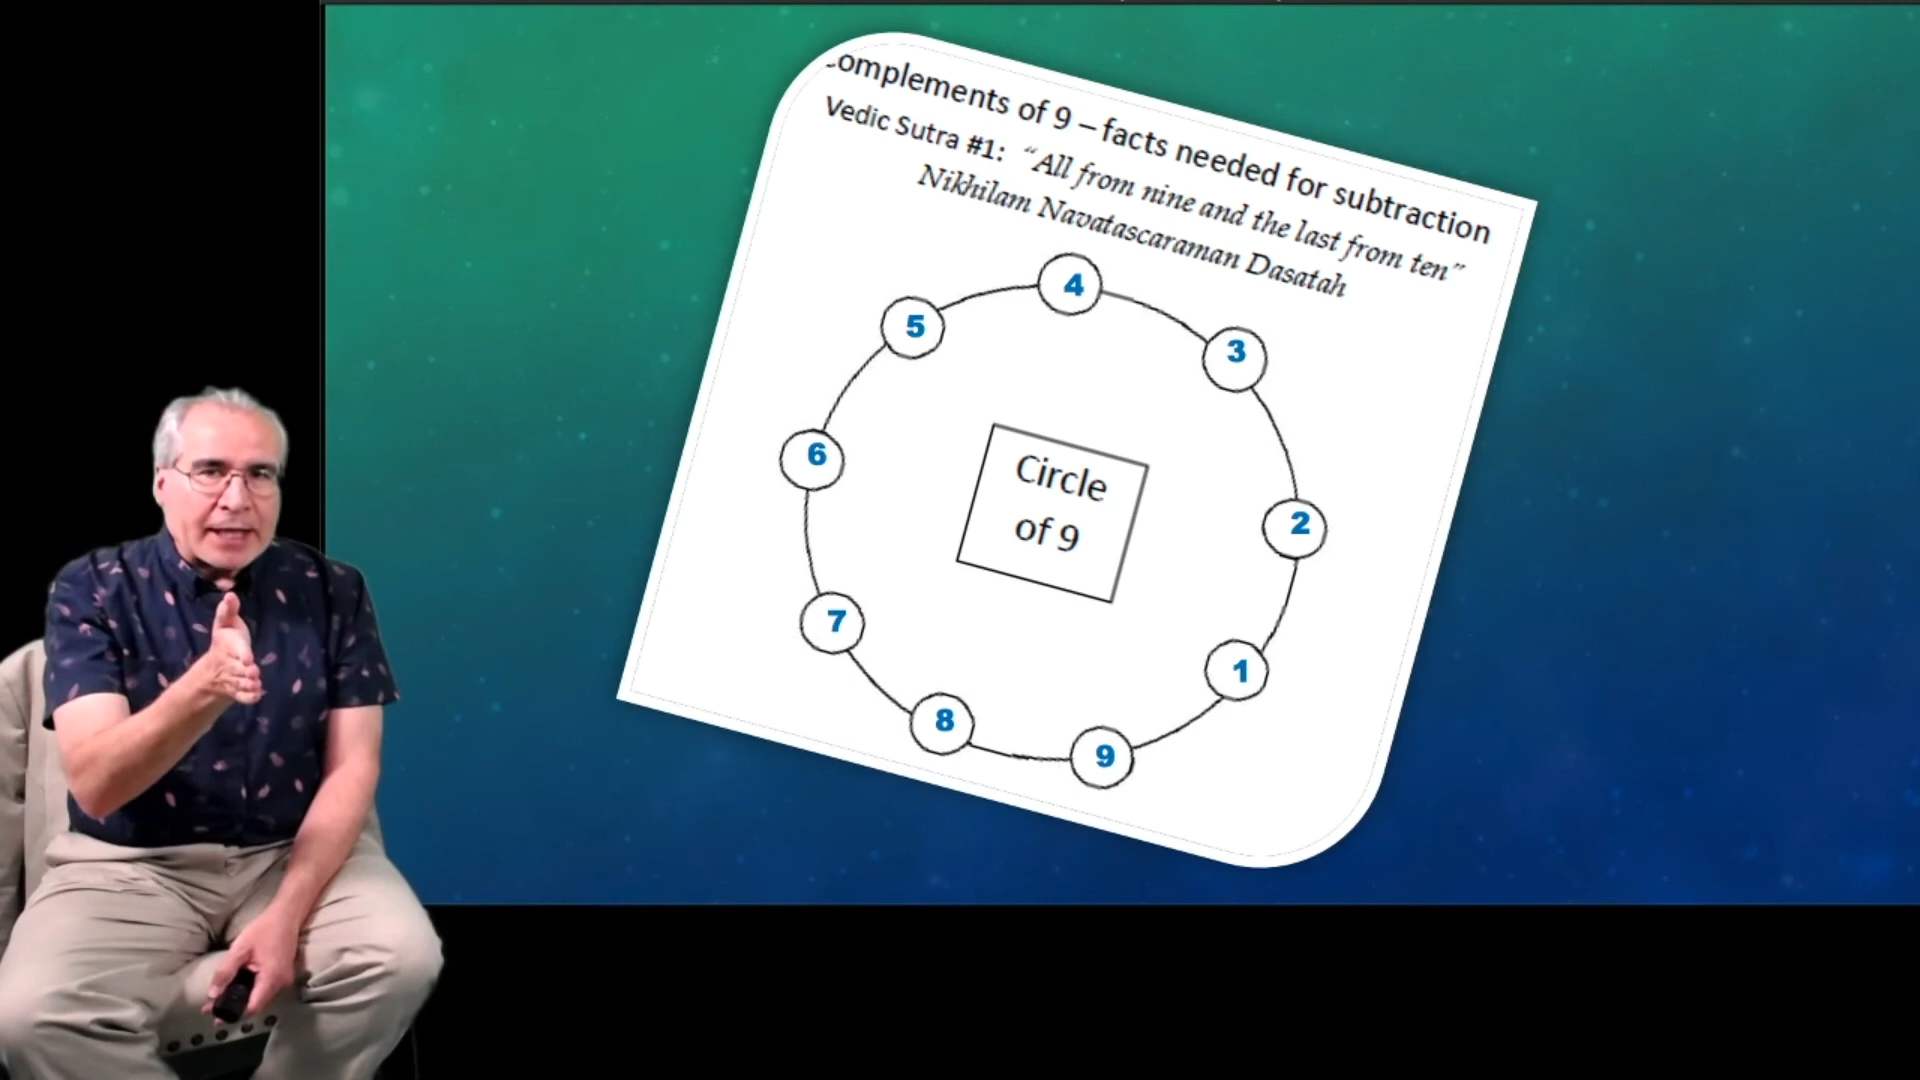 omplements of 9 – facts needed for subtraction
Vedic Sutra #1: “All from nine and the last from ten”
Nikhilam Navatascaraman Dasatah
4
5
3
6
Circle
of 9
2
7
1
8
9